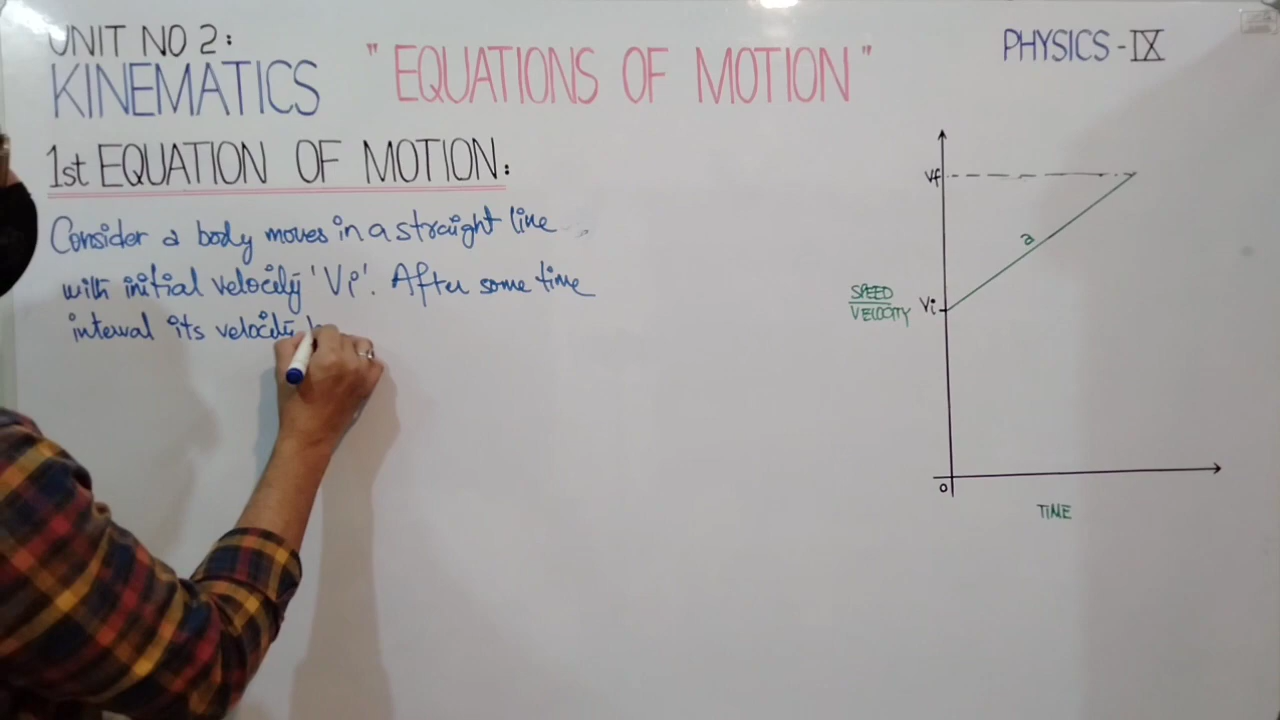 UNIT NO 2:
KINEMATICS
" EQUATIONS OF MOTION "
PHYSICS - IX
1st EQUATION OF MOTION:
Consider a body moves in a straight line
with initial velocity 'Vi'. After some time
interval its velocity
Vf
a
SPEED
VELOCITY
Vi
O
TIME